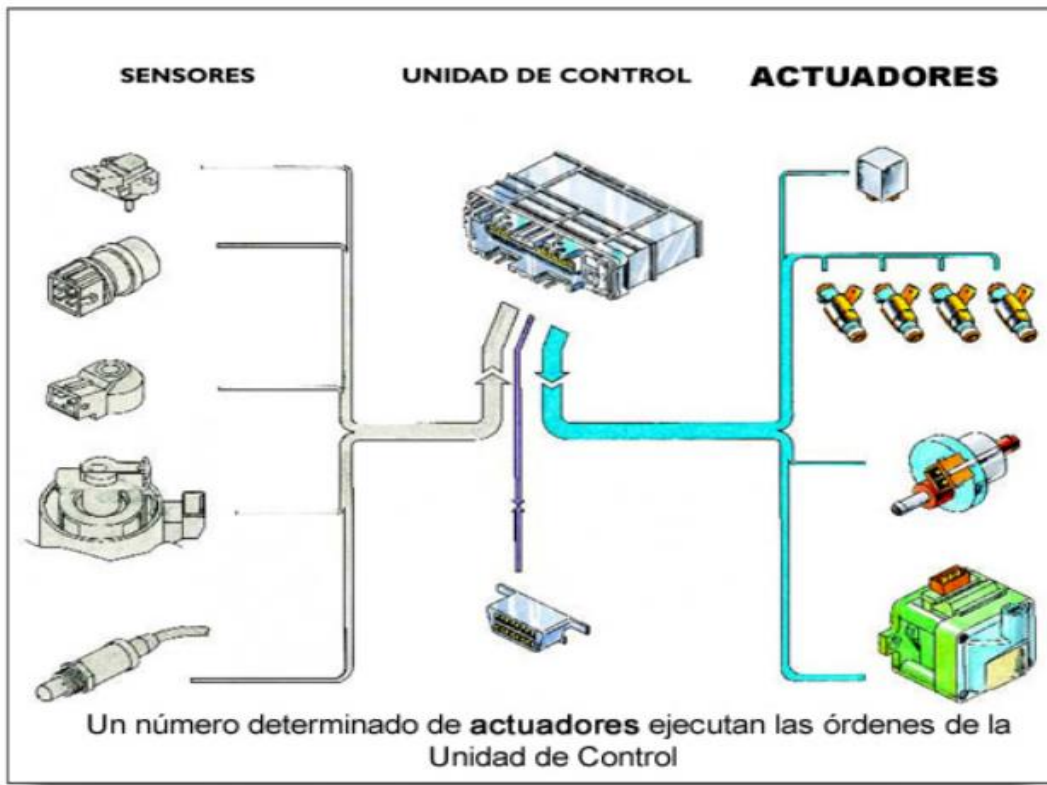 SENSORES
UNIDAD DE CONTROL
ACTUADORES
Un número determinado de actuadores ejecutan las órdenes de la
Unidad de Control